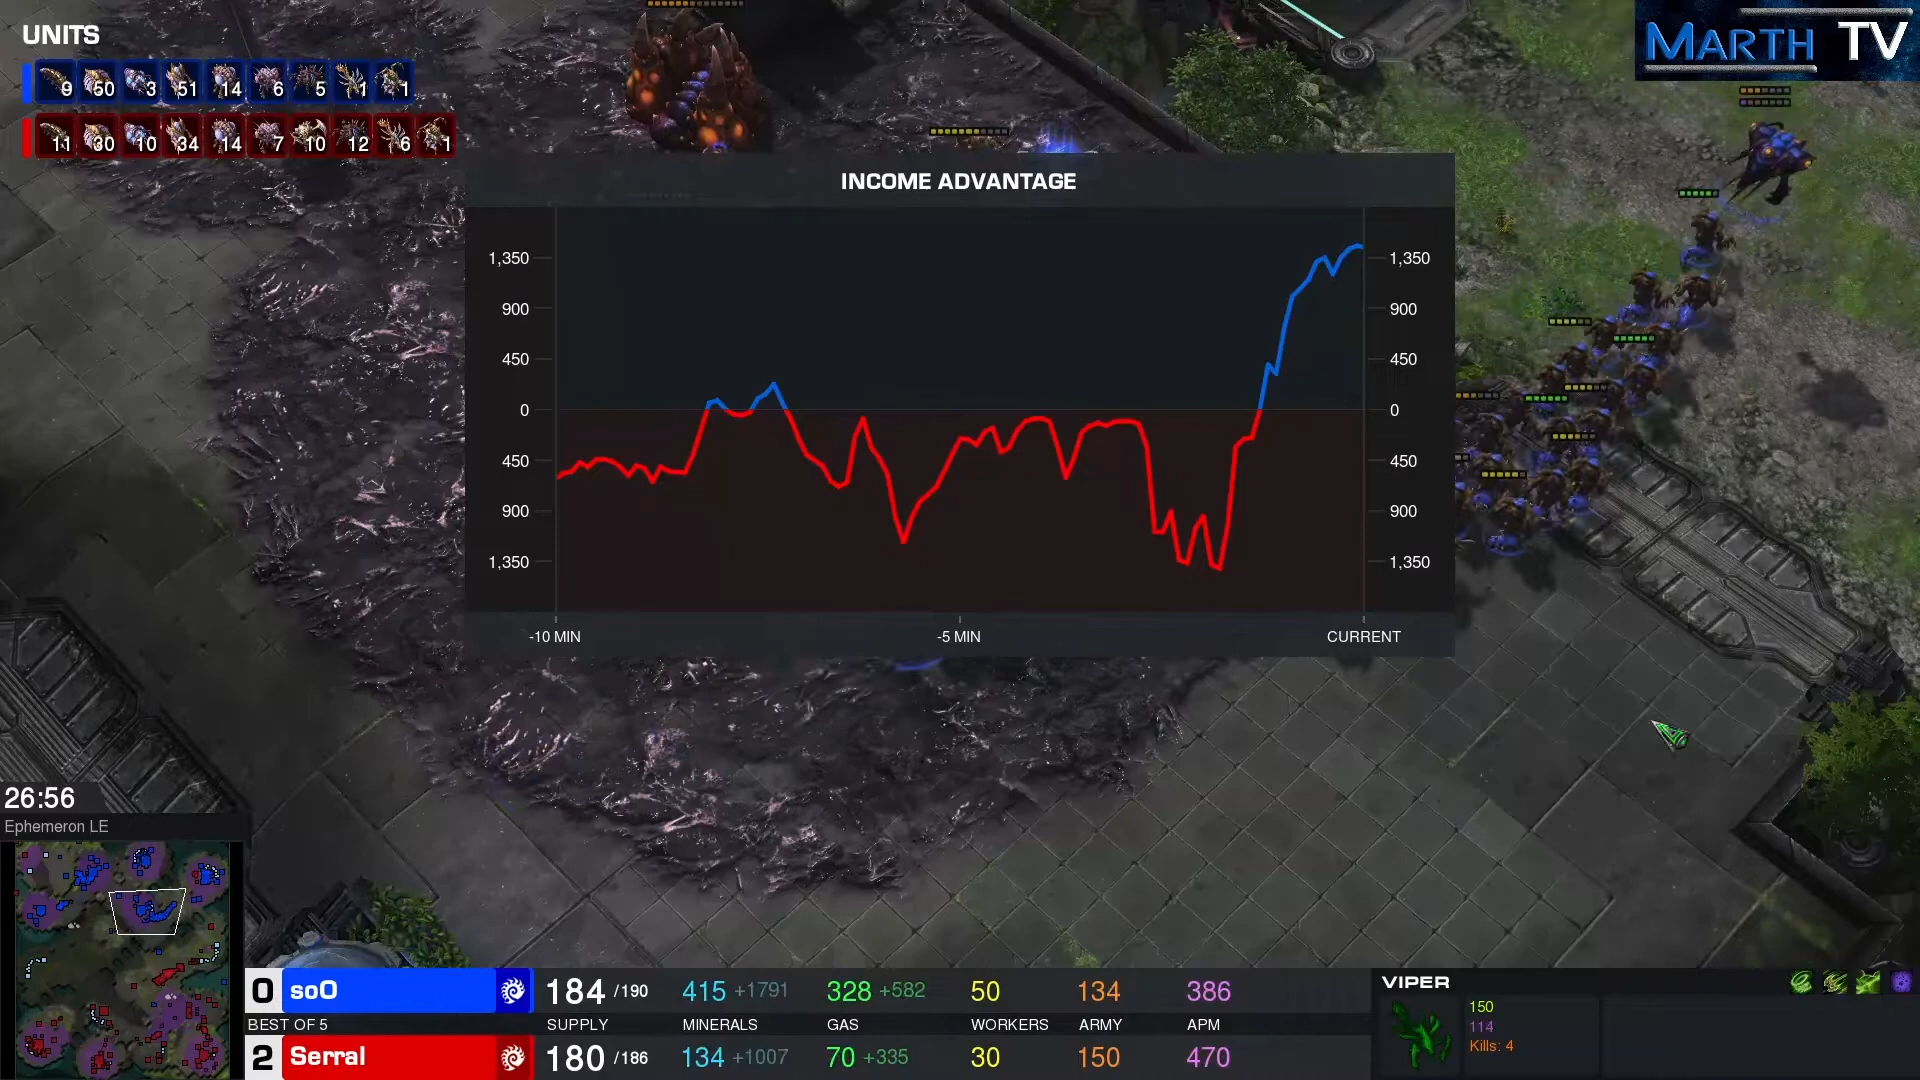 UNITS
9 50 3 51 14 6 5 1 1
11 30 10 34 14 7 10 12 6 1
MARTH TV
INCOME ADVANTAGE
1,350 1,350
900 900
450 450
0 0
450 450
900 900
1,350 1,350
-10 MIN -5 MIN CURRENT
26:56
Ephemeron LE
0 soO 184 /190 415 +1791 328 +582 50 134 386
BEST OF 5 SUPPLY MINERALS GAS WORKERS ARMY APM
2 Serral 180 /186 134 +1007 70 +335 30 150 470
VIPER
150
114
Kills: 4